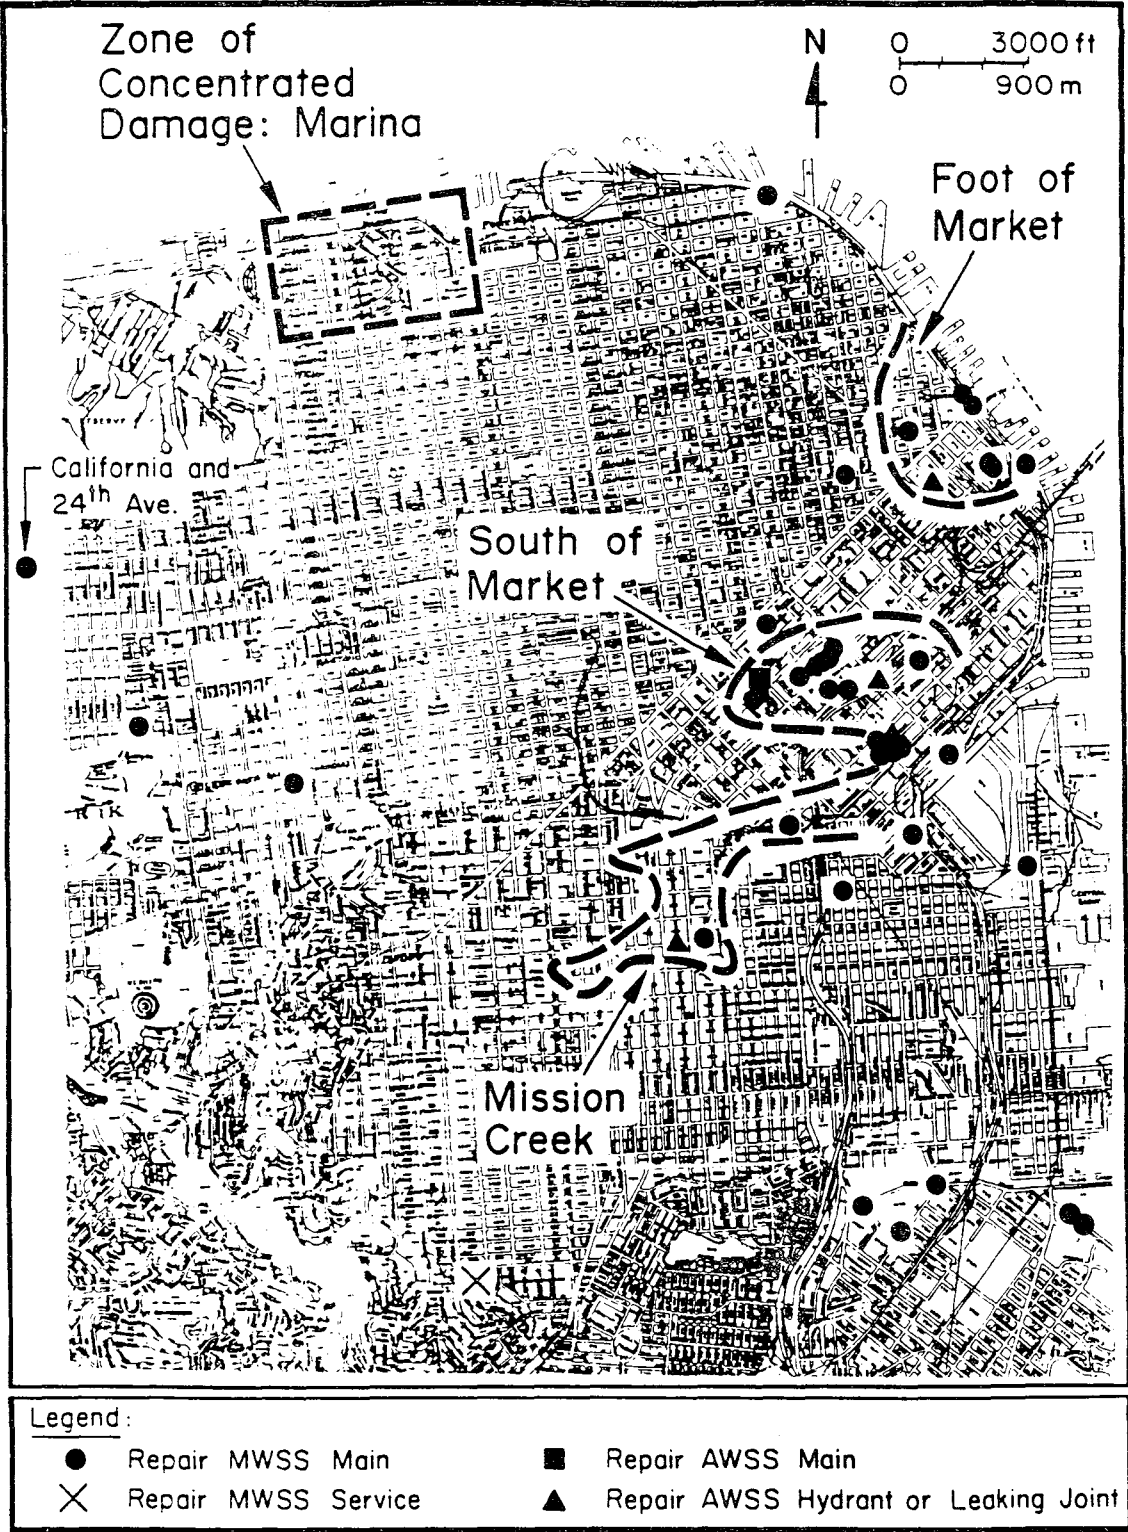 Zone of
Concentrated
Damage: Marina
N
0 3000 ft
0 900 m
Foot of
Market
California and
24th Ave.
South of
Market
Mission
Creek
Legend:
Repair MWSS Main
Repair AWSS Main
Repair MWSS Service
Repair AWSS Hydrant or Leaking Joint